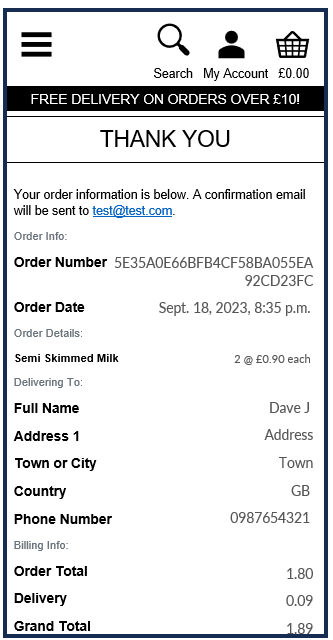 Search My Account £0.00
FREE DELIVERY ON ORDERS OVER £10!
THANK YOU
Your order information is below. A confirmation email
will be sent to test@test.com.
Order Info:
Order Number 5E35A0E66BFB4CF58BA055EA
92CD23FC
Order Date Sept. 18, 2023, 8:35 p.m.
Order Details:
Semi Skimmed Milk 2 @ £0.90 each
Delivering To:
Full Name Dave J
Address 1 Address
Town or City Town
Country GB
Phone Number 0987654321
Billing Info:
Order Total 1.80
Delivery 0.09
Grand Total 1.89